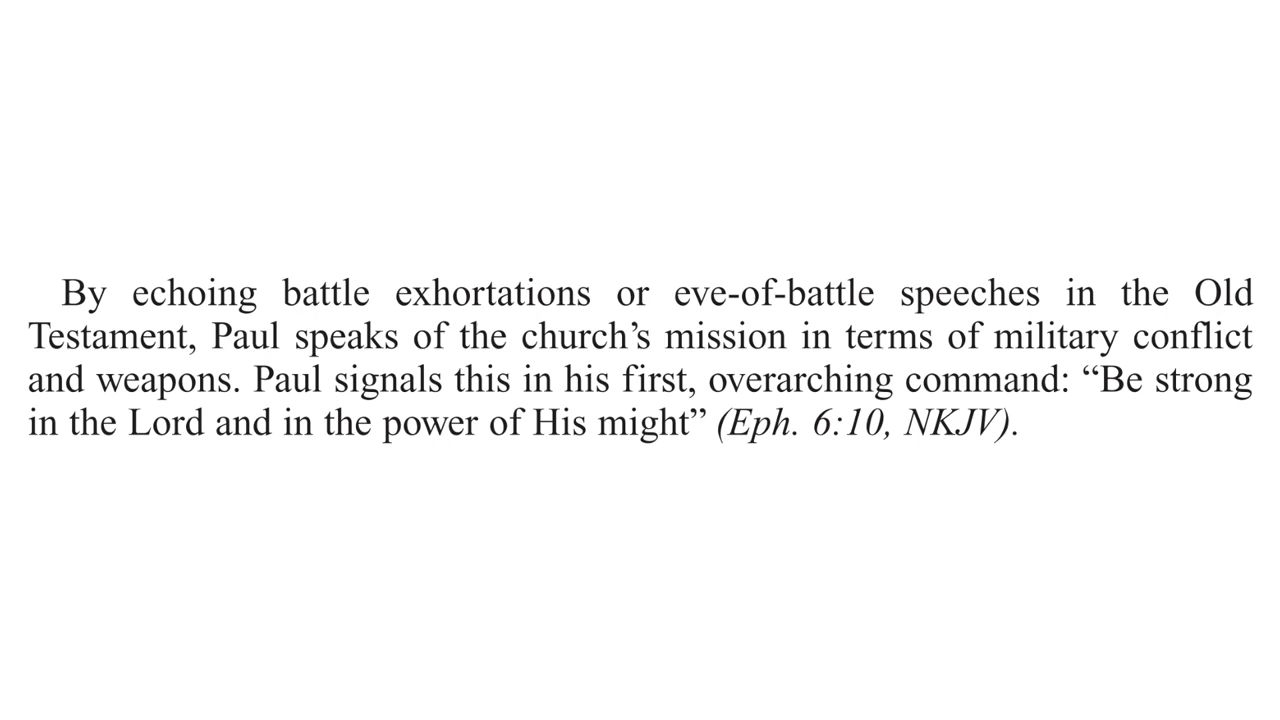 By echoing battle exhortations or eve-of-battle speeches in the Old
Testament, Paul speaks of the church’s mission in terms of military conflict
and weapons. Paul signals this in his first, overarching command: “Be strong
in the Lord and in the power of His might” (Eph. 6:10, NKJV).